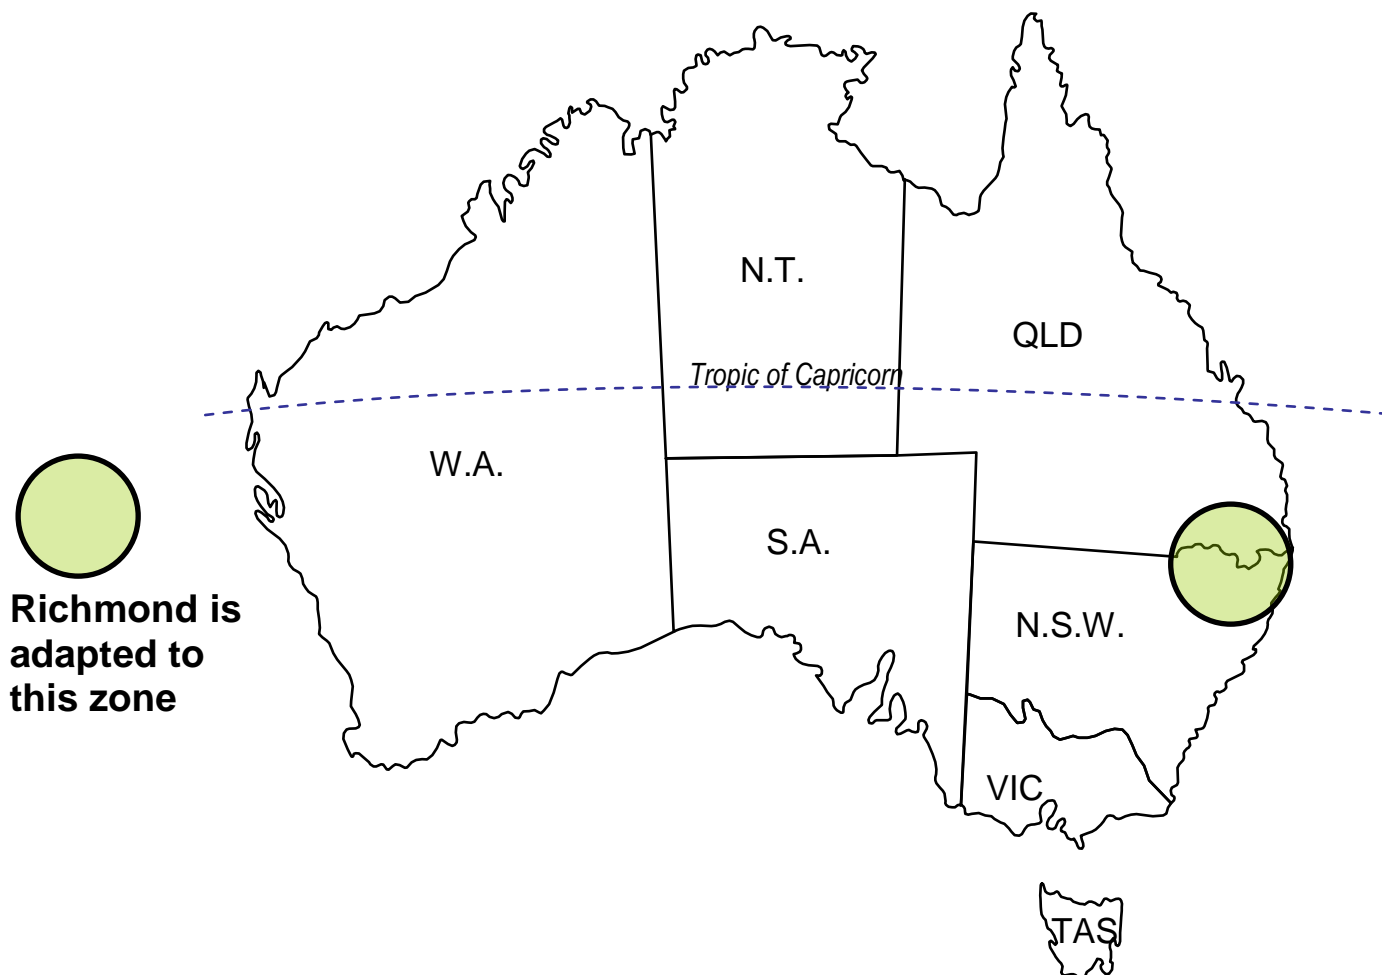 N.T.
QLD
Tropic of Capricorn
W.A.
S.A.
Richmond is
adapted to
this zone
N.S.W.
VIC
TAS